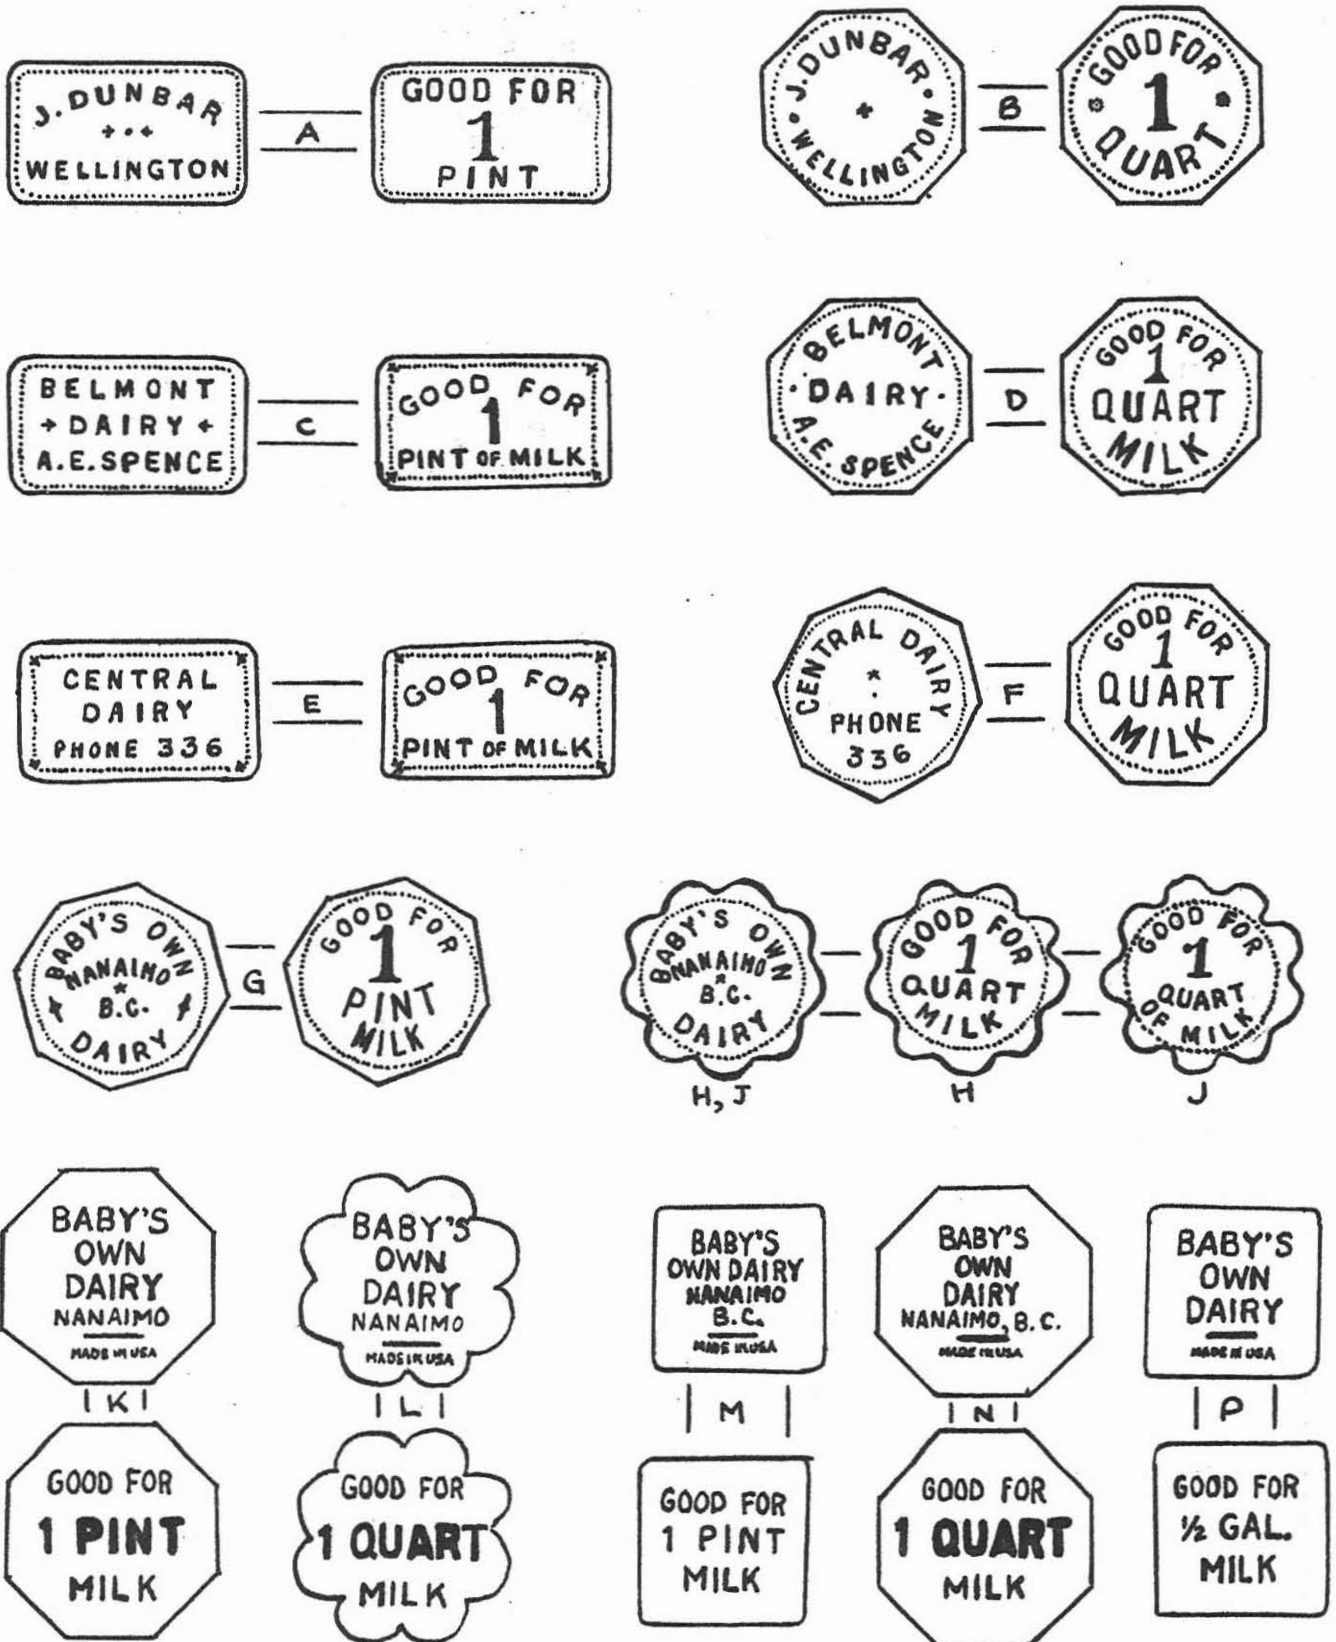 J. DUNBAR
WELLINGTON
A
GOOD FOR
1
PINT
J. DUNBAR
WELLINGTON
B
GOOD FOR
1
QUART
BELMONT
DAIRY
A.E. SPENCE
C
GOOD FOR
1
PINT OF MILK
BELMONT
DAIRY
A.E. SPENCE
D
GOOD FOR
1
QUART
MILK
CENTRAL
DAIRY
PHONE 336
E
GOOD FOR
1
PINT OF MILK
CENTRAL DAIRY
PHONE
336
F
GOOD FOR
1
QUART
MILK
BABY'S OWN
NANAIMO
B.C.
DAIRY
G
GOOD FOR
1
PINT
MILK
BABY'S OWN
NANAIMO
B.C.
DAIRY
H, J
GOOD FOR
1
QUART
MILK
H
GOOD FOR
1
QUART
OF MILK
J
BABY'S
OWN
DAIRY
NANAIMO
MADE IN USA
K
GOOD FOR
1 PINT
MILK
BABY'S
OWN
DAIRY
NANAIMO
MADE IN USA
L
GOOD FOR
1 QUART
MILK
BABY'S
OWN DAIRY
NANAIMO
B.C.
MADE IN USA
M
GOOD FOR
1 PINT
MILK
BABY'S
OWN
DAIRY
NANAIMO, B.C.
MADE IN USA
N
GOOD FOR
1 QUART
MILK
BABY'S
OWN
DAIRY
MADE IN USA
P
GOOD FOR
½ GAL.
MILK